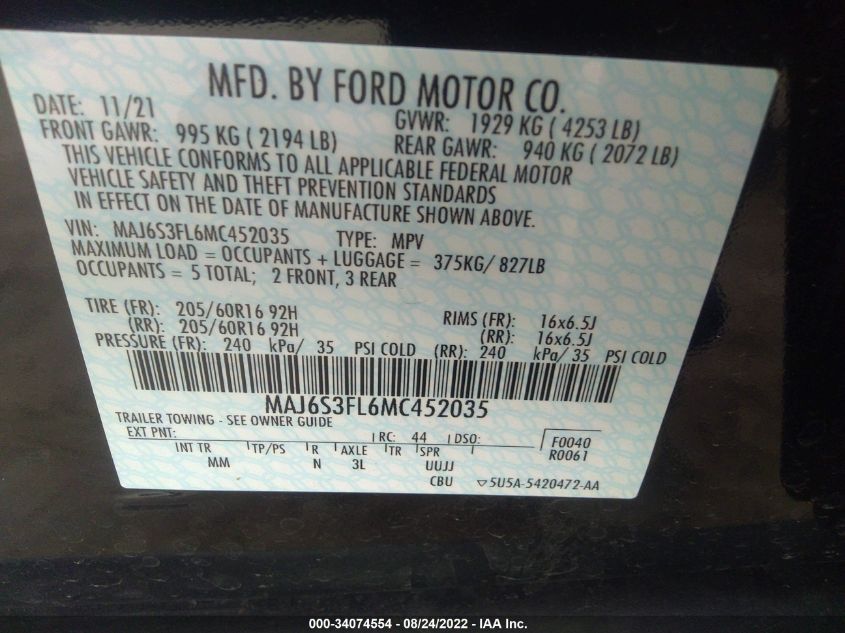 MFD. BY FORD MOTOR CO.
DATE: 11/21 GVWR: 1929 KG ( 4253 LB)
FRONT GAWR: 995 KG ( 2194 LB) REAR GAWR: 940 KG ( 2072 LB)
THIS VEHICLE CONFORMS TO ALL APPLICABLE FEDERAL MOTOR
VEHICLE SAFETY AND THEFT PREVENTION STANDARDS
IN EFFECT ON THE DATE OF MANUFACTURE SHOWN ABOVE.
VIN: MAJ6S3FL6MC452035 TYPE: MPV
MAXIMUM LOAD = OCCUPANTS + LUGGAGE = 375KG/ 827LB
OCCUPANTS = 5 TOTAL; 2 FRONT, 3 REAR
TIRE (FR): 205/60R16 92H RIMS (FR): 16x6.5J
(RR): 205/60R16 92H (RR): 16x6.5J
PRESSURE (FR): 240 kPa/ 35 PSI COLD (RR): 240 kPa/ 35 PSI COLD
MAJ6S3FL6MC452035
TRAILER TOWING - SEE OWNER GUIDE
EXT PNT: RC: 44 DSO: F0040
R0061
INT TR TP/PS R AXLE TR SPR
MM N 3L UUJJ
CBU 5U5A-5420472-AA
000-34074554 - 08/24/2022 - IAA Inc.